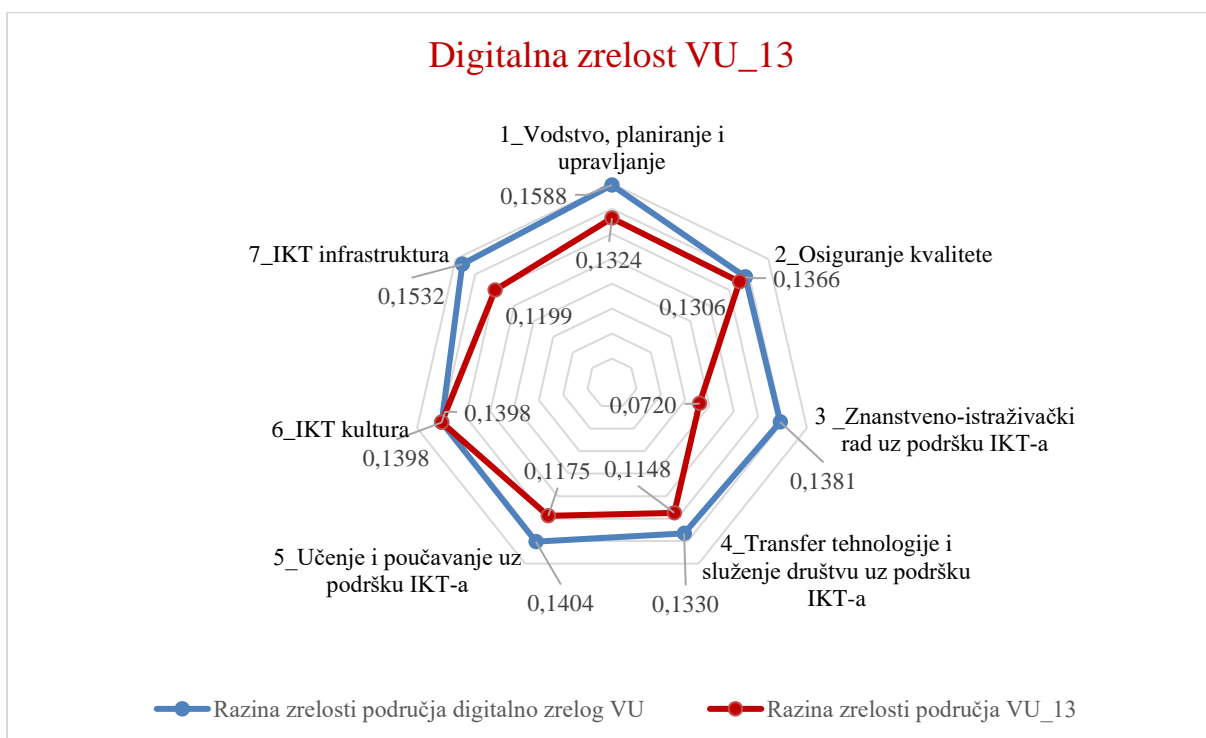 Digitalna zrelost VU_13
1_Vodstvo, planiranje i
upravljanje
0,1588
0,1324
7_IKT infrastruktura
0,1532
0,1199
2_Osiguranje kvalitete
0,1366
0,1306
0,0720
3 _Znanstveno-istraživački
rad uz podršku IKT-a
0,1381
6_IKT kultura
0,1398
0,1398
0,1175
0,1148
5_Učenje i poučavanje uz
podršku IKT-a
0,1404
4_Transfer tehnologije i
služenje društvu uz podršku
IKT-a
0,1330
Razina zrelosti područja digitalno zrelog VU
Razina zrelosti područja VU_13